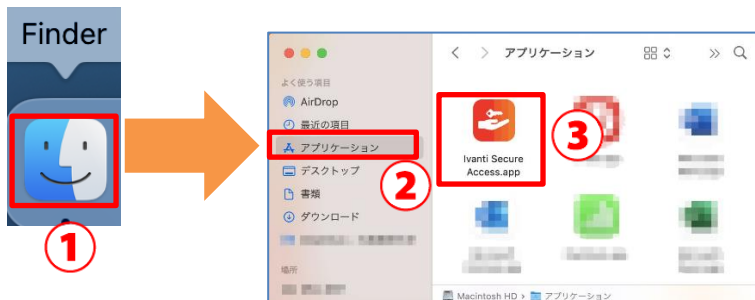 Finder
①
アプリケーション
よく使う項目
AirDrop
最近の項目
アプリケーション
デスクトップ
書類
ダウンロード
場所
②
Ivanti Secure
Access.app
③
Macintosh HD › アプリケーション